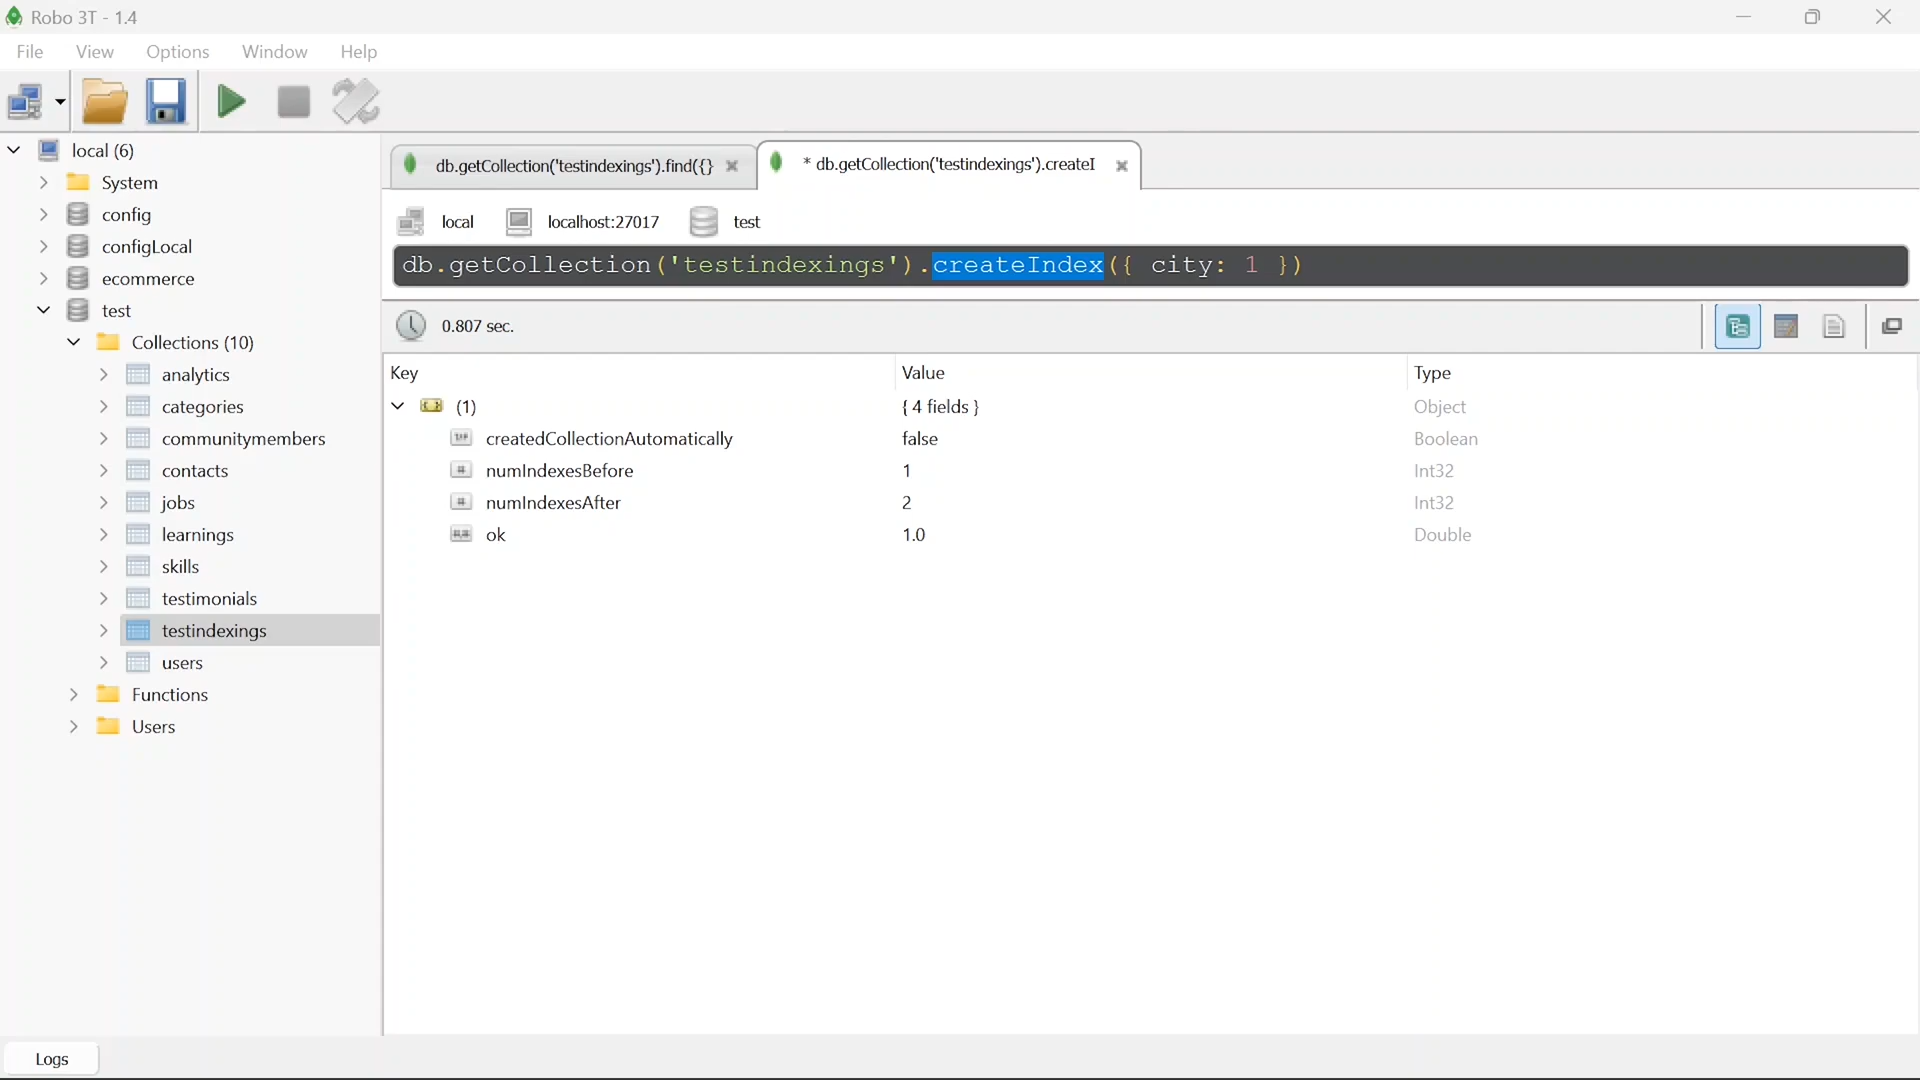 Robo 3T - 1.4
File View Options Window Help
local (6)
System
config
configLocal
ecommerce
test
Collections (10)
analytics
categories
communitymembers
contacts
jobs
learnings
skills
testimonials
testindexings
users
Functions
Users
db.getCollection('testindexings').find({}
* db.getCollection('testindexings').createI
local localhost:27017 test
db.getCollection('testindexings').createIndex({ city: 1 })
0.807 sec.
Key Value Type
(1) { 4 fields } Object
createdCollectionAutomatically false Boolean
numIndexesBefore 1 Int32
numIndexesAfter 2 Int32
ok 1.0 Double
Logs